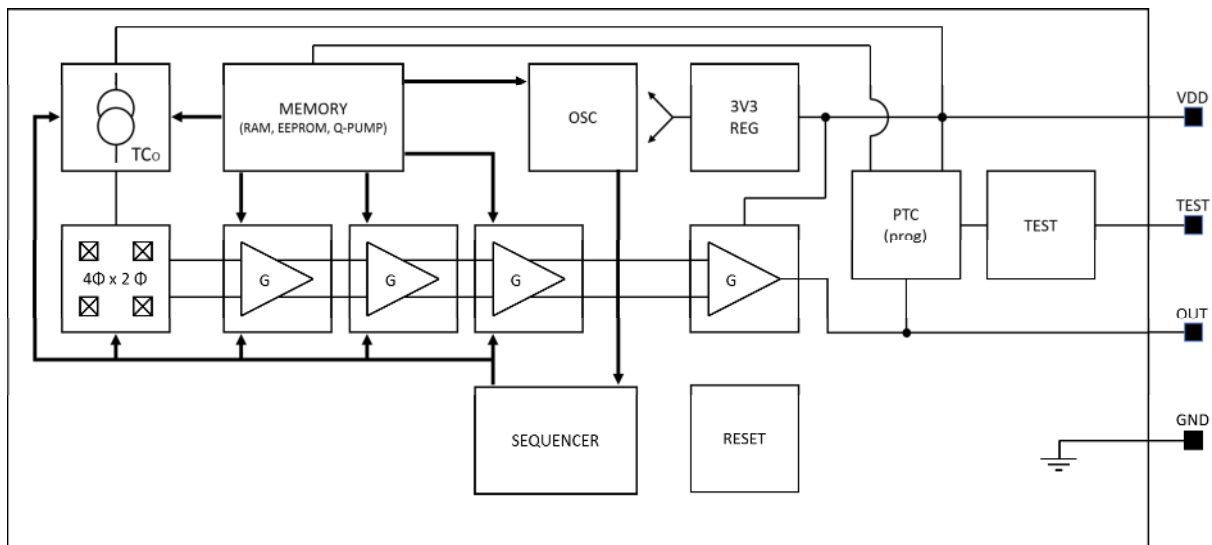 TCO
MEMORY
(RAM, EEPROM, Q-PUMP)
OSC
3V3
REG
VDD
4Φ x 2 Φ
G
G
G
G
PTC
(prog)
TEST
TEST
OUT
SEQUENCER
RESET
GND